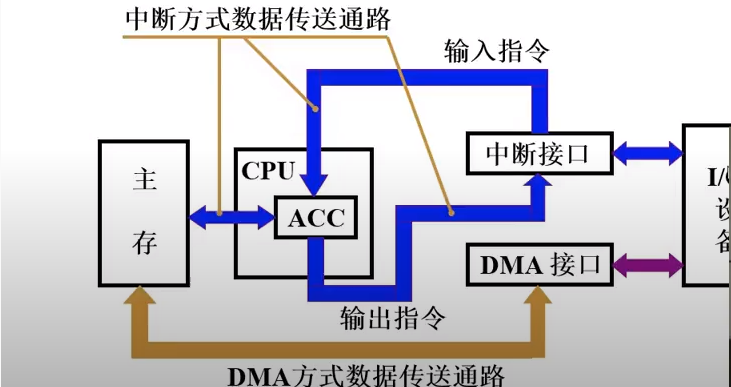 中断方式数据传送通路
输入指令
主
存
CPU
ACC
中断接口
I/
设
备
DMA 接口
输出指令
DMA方式数据传送通路